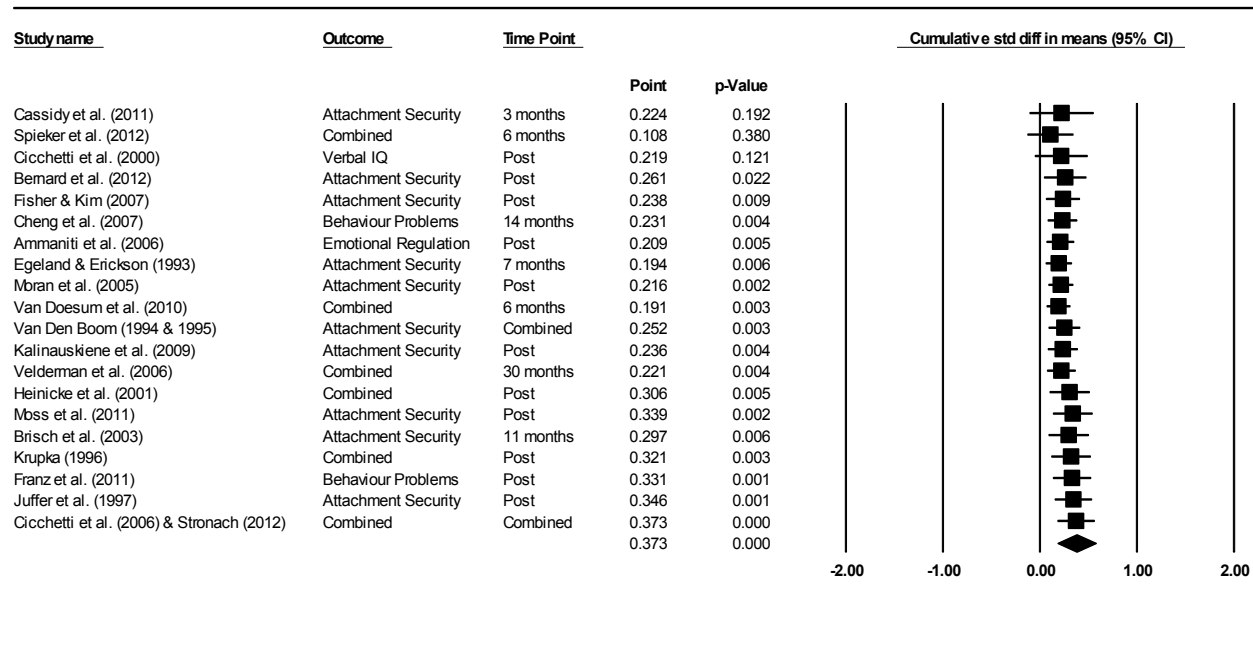 Study name Outcome Time Point Cumulative std diff in means (95% CI)
Point p-Value
Cassidy et al. (2011) Attachment Security 3 months 0.224 0.192
Spieker et al. (2012) Combined 6 months 0.108 0.380
Cicchetti et al. (2000) Verbal IQ Post 0.219 0.121
Bernard et al. (2012) Attachment Security Post 0.261 0.022
Fisher & Kim (2007) Attachment Security Post 0.238 0.009
Cheng et al. (2007) Behaviour Problems 14 months 0.231 0.004
Ammaniti et al. (2006) Emotional Regulation Post 0.209 0.005
Egeland & Erickson (1993) Attachment Security 7 months 0.194 0.006
Moran et al. (2005) Attachment Security Post 0.216 0.002
Van Doesum et al. (2010) Combined 6 months 0.191 0.003
Van Den Boom (1994 & 1995) Attachment Security Combined 0.252 0.003
Kalinauskiene et al. (2009) Attachment Security Post 0.236 0.004
Velderman et al. (2006) Combined 30 months 0.221 0.004
Heinicke et al. (2001) Combined Post 0.306 0.005
Moss et al. (2011) Attachment Security Post 0.339 0.002
Brisch et al. (2003) Attachment Security 11 months 0.297 0.006
Krupka (1996) Combined Post 0.321 0.003
Franz et al. (2011) Behaviour Problems Post 0.331 0.001
Juffer et al. (1997) Attachment Security Post 0.346 0.001
Cicchetti et al. (2006) & Stronach (2012) Combined Combined 0.373 0.000
0.373 0.000
-2.00 -1.00 0.00 1.00 2.00